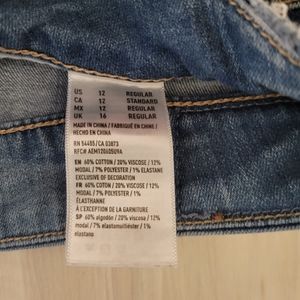 US 12 REGULAR
CA 12 STANDARD
MX 12 REGULAR
UK 16 REGULAR
MADE IN CHINA / FABRIQUÉ EN CHINE /
HECHO EN CHINA
RN 54485/CA 03873
RFC# AEM120605U9A
EN 60% COTTON / 20% VISCOSE / 12%
MODAL / 7% POLYESTER / 1% ELASTANE
EXCLUSIVE OF DECORATION
FR 60% COTON / 20% VISCOSE / 12%
MODAL / 7% POLYESTER / 1%
ÉLASTHANNE
À L'EXCEPTION DE LA GARNITURE
SP 60% algodón / 20% viscosa / 12%
modal / 7% elastamultiéster / 1%
elastano